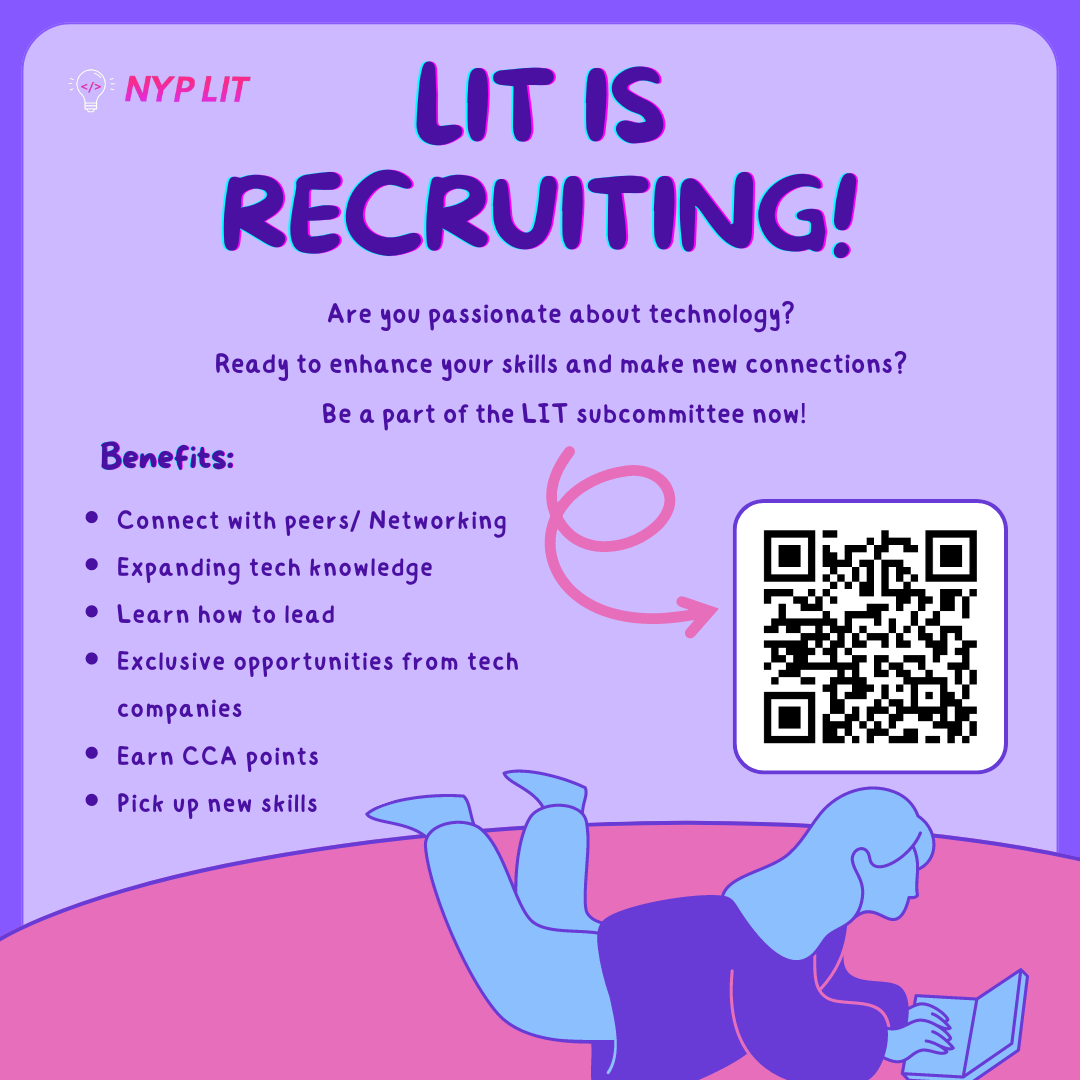 </>
NYP LIT
LIT IS
RECRUITING!
Are you passionate about technology?
Ready to enhance your skills and make new connections?
Be a part of the LIT subcommittee now!
Benefits:
Connect with peers/ Networking
Expanding tech knowledge
Learn how to lead
Exclusive opportunities from tech
companies
Earn CCA points
Pick up new skills